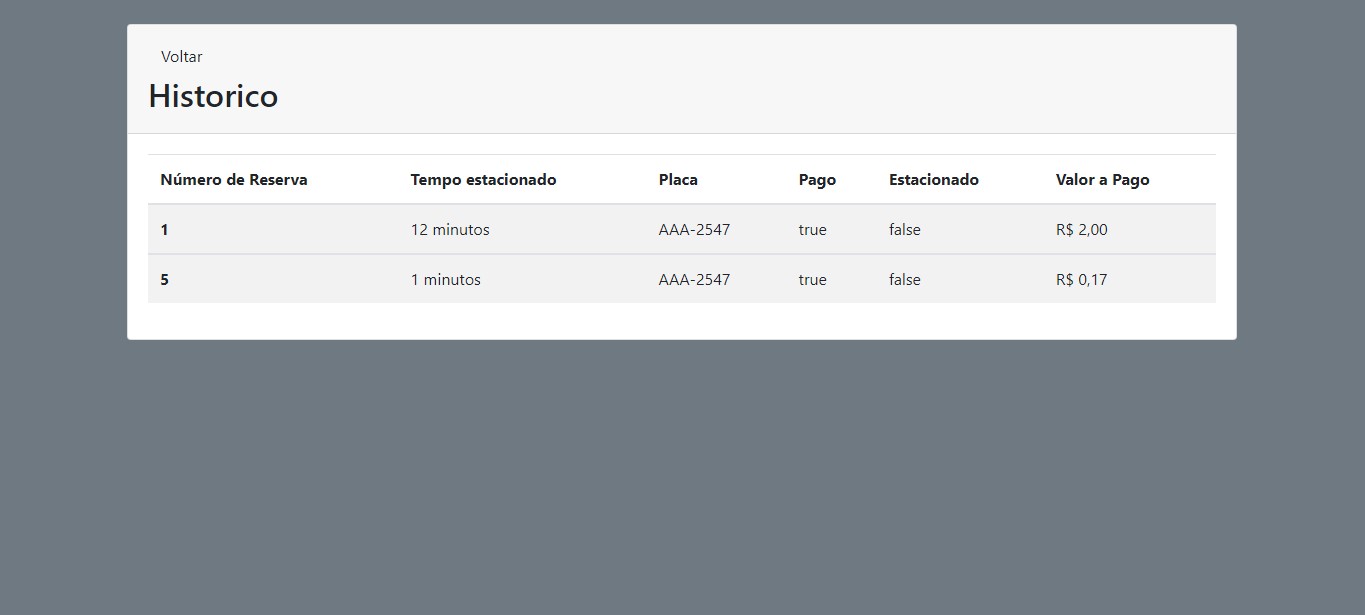 Voltar
Historico
Número de Reserva Tempo estacionado Placa Pago Estacionado Valor a Pago
1 12 minutos AAA-2547 true false R$ 2,00
5 1 minutos AAA-2547 true false R$ 0,17